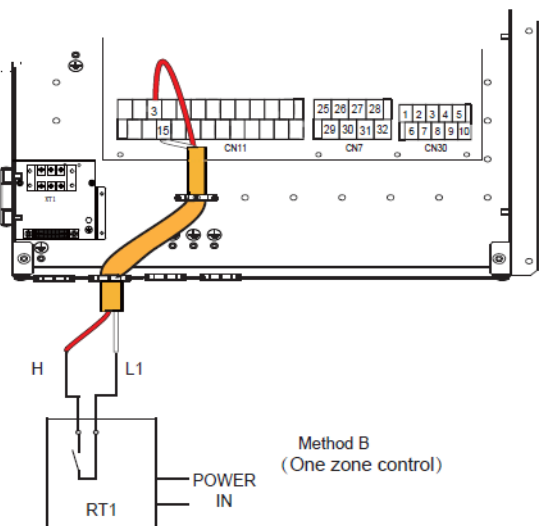 3
15
CN11
25 26 27 28
29 30 31 32
CN7
1 2 3 4 5
6 7 8 9 10
CN30
RT1
H
L1
Method B
(One zone control)
POWER
IN
RT1